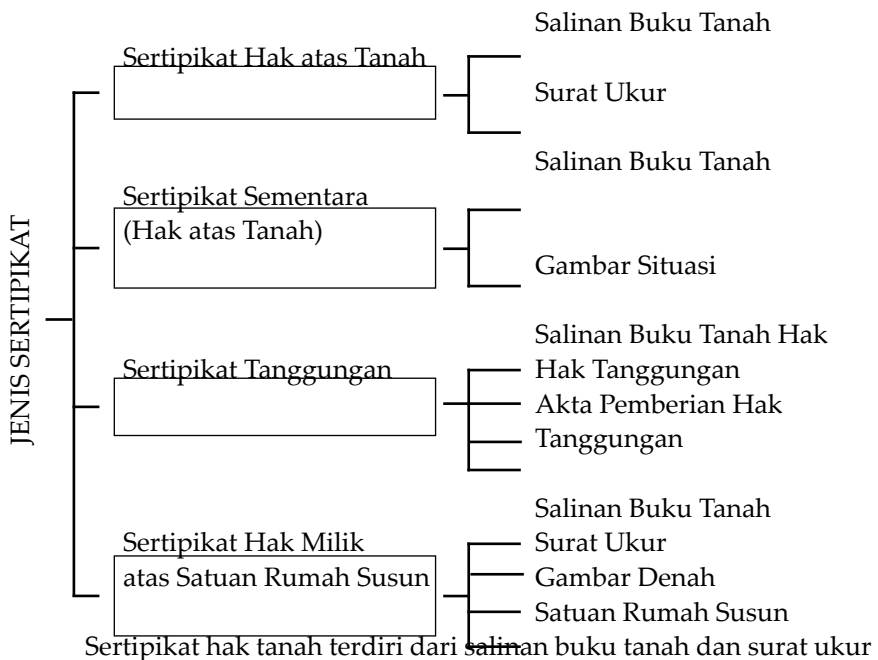 JENIS SERTIPIKAT
Sertipikat Hak atas Tanah
Salinan Buku Tanah
Surat Ukur
Sertipikat Sementara
(Hak atas Tanah)
Salinan Buku Tanah
Gambar Situasi
Sertipikat Tanggungan
Salinan Buku Tanah Hak
Hak Tanggungan
Akta Pemberian Hak
Tanggungan
Sertipikat Hak Milik
atas Satuan Rumah Susun
Salinan Buku Tanah
Surat Ukur
Gambar Denah
Satuan Rumah Susun
Sertipikat hak tanah terdiri dari salinan buku tanah dan surat ukur